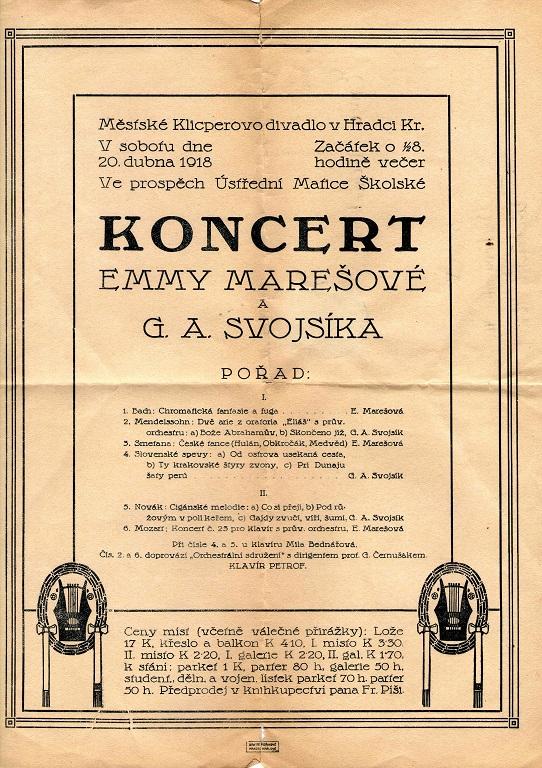 Městské Klicperovo divadlo v Hradci Kr.
V sobotu dne
20. dubna 1918
Začátek o ½8.
hodině večer
Ve prospěch Ústřední Matice Školské
KONCERT
EMMY MAREŠOVÉ
A
G. A. SVOJSÍKA
POŘAD:
I.
1. Bach: Chromatická fantasie a fuga . . . . . . . . . . E. Marešová
2. Mendelssohn: Dvě arie z oratoria „Eliáš" s prův.
orchestru: a) Bože Abrahamův, b) Skončeno již, G. A. Svojsík
3. Smetana: České tance (Hulán, Obkročák, Medvěd) E. Marešová
4. Slovenské spevy: a) Od ostrova usekaná cesta,
b) Ty krakovské štyry zvony, c) Pri Dunaju
šaty perú . . . . . . . . . . G. A. Svojsík
II.
5. Novák: Cigánské melodie: a) Co si přeji, b) Pod rů-
žovým v poli keřem, c) Gajdy zvučí, víří, šumí, G. A. Svojsík
6. Mozart: Koncert č. 23 pro klavír s prův. orchestru, E. Marešová
Při čísle 4. a 5. u klavíru Míla Bednářová.
Čís. 2. a 6. doprovází „Orchestrální sdružení" s dirigentem prof. G. Černušákem.
KLAVÍR PETROF.
Ceny míst (včetně válečné přirážky): Lože
17 K, křeslo a balkon K 4·10, I. místo K 3·30,
II. místo K 2·20, I. galerie K 2·20, II. gal. K 1·70,
k stání: parket 1 K, parter 80 h, galerie 50 h,
student., děln. a vojen. lístek parket 70 h. parter
50 h. Předprodej v knihkupectví pana Fr. Píši.